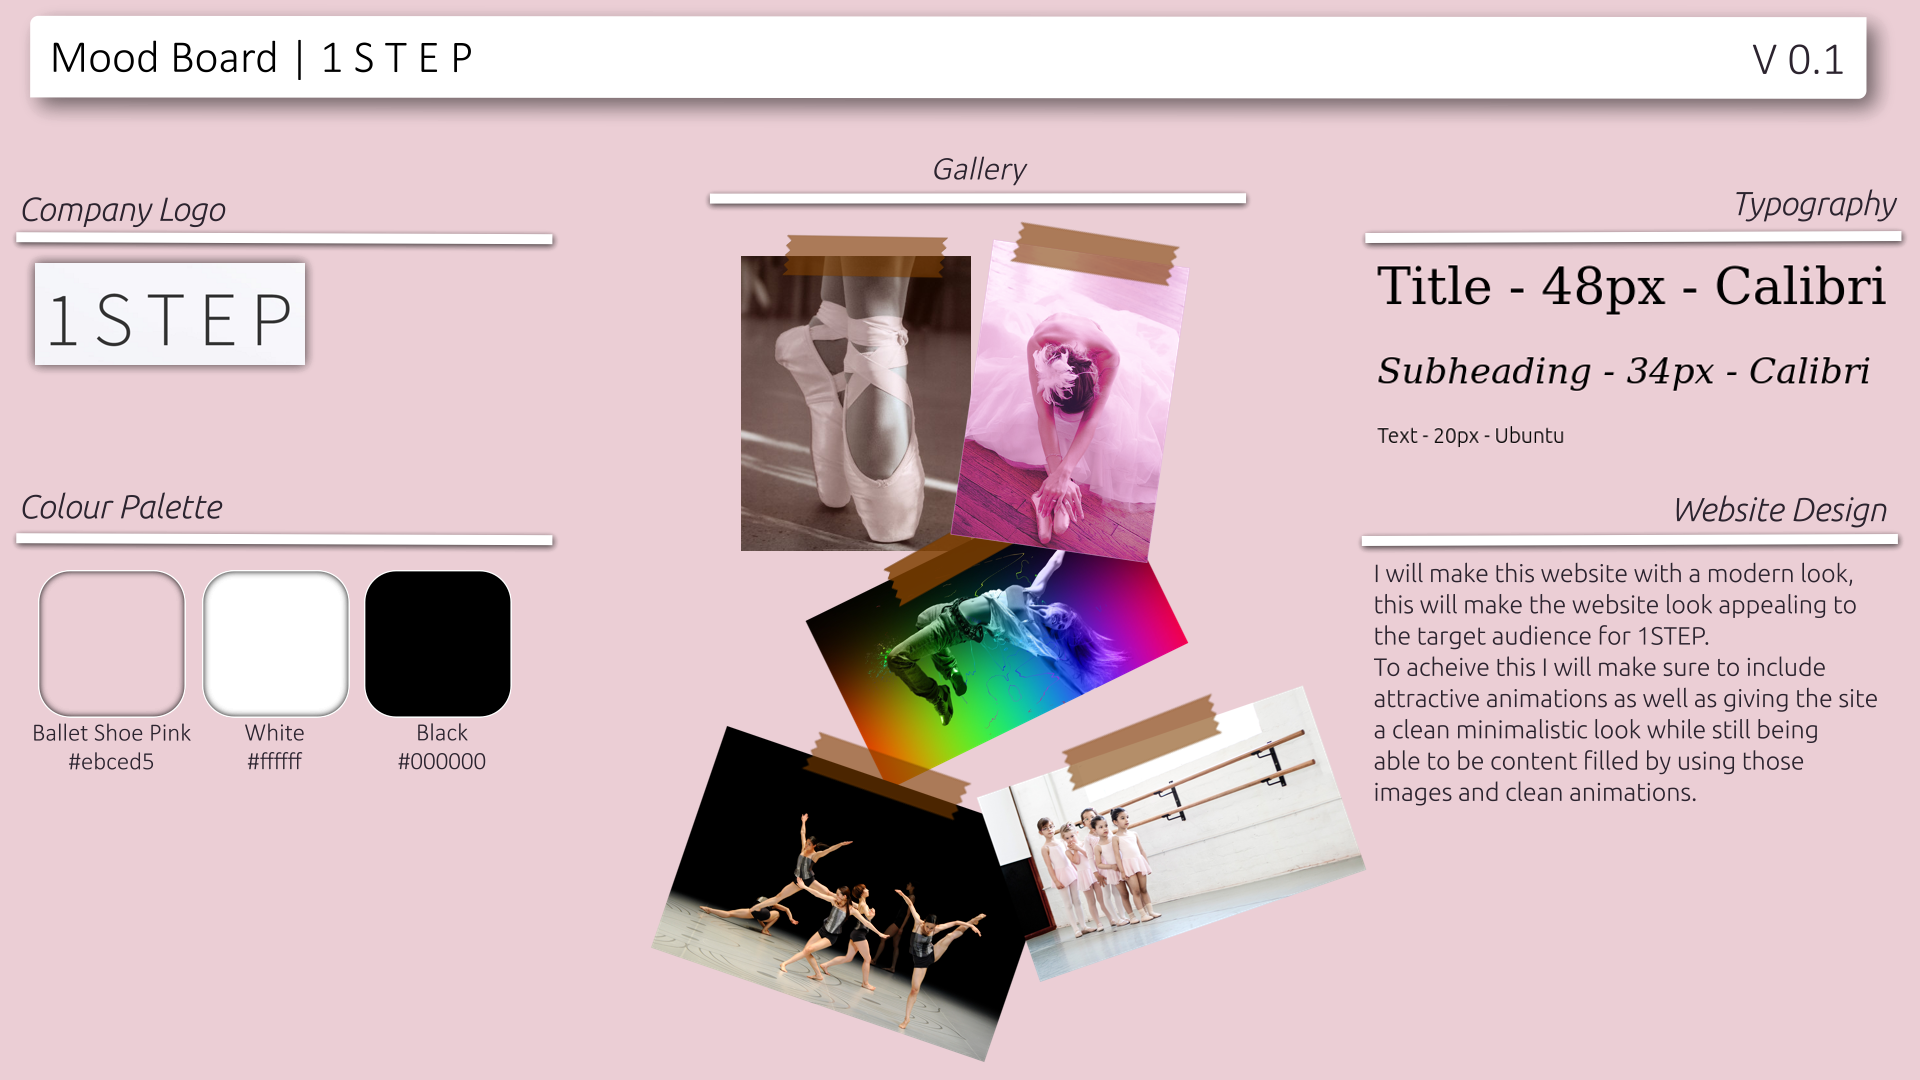 Mood Board | 1 S T E P
V 0.1
Company Logo
1 S T E P
Colour Palette
Ballet Shoe Pink
#ebced5
White
#ffffff
Black
#000000
Gallery
Typography
Title - 48px - Calibri
Subheading - 34px - Calibri
Text - 20px - Ubuntu
Website Design
I will make this website with a modern look,
this will make the website look appealing to
the target audience for 1STEP.
To acheive this I will make sure to include
attractive animations as well as giving the site
a clean minimalistic look while still being
able to be content filled by using those
images and clean animations.